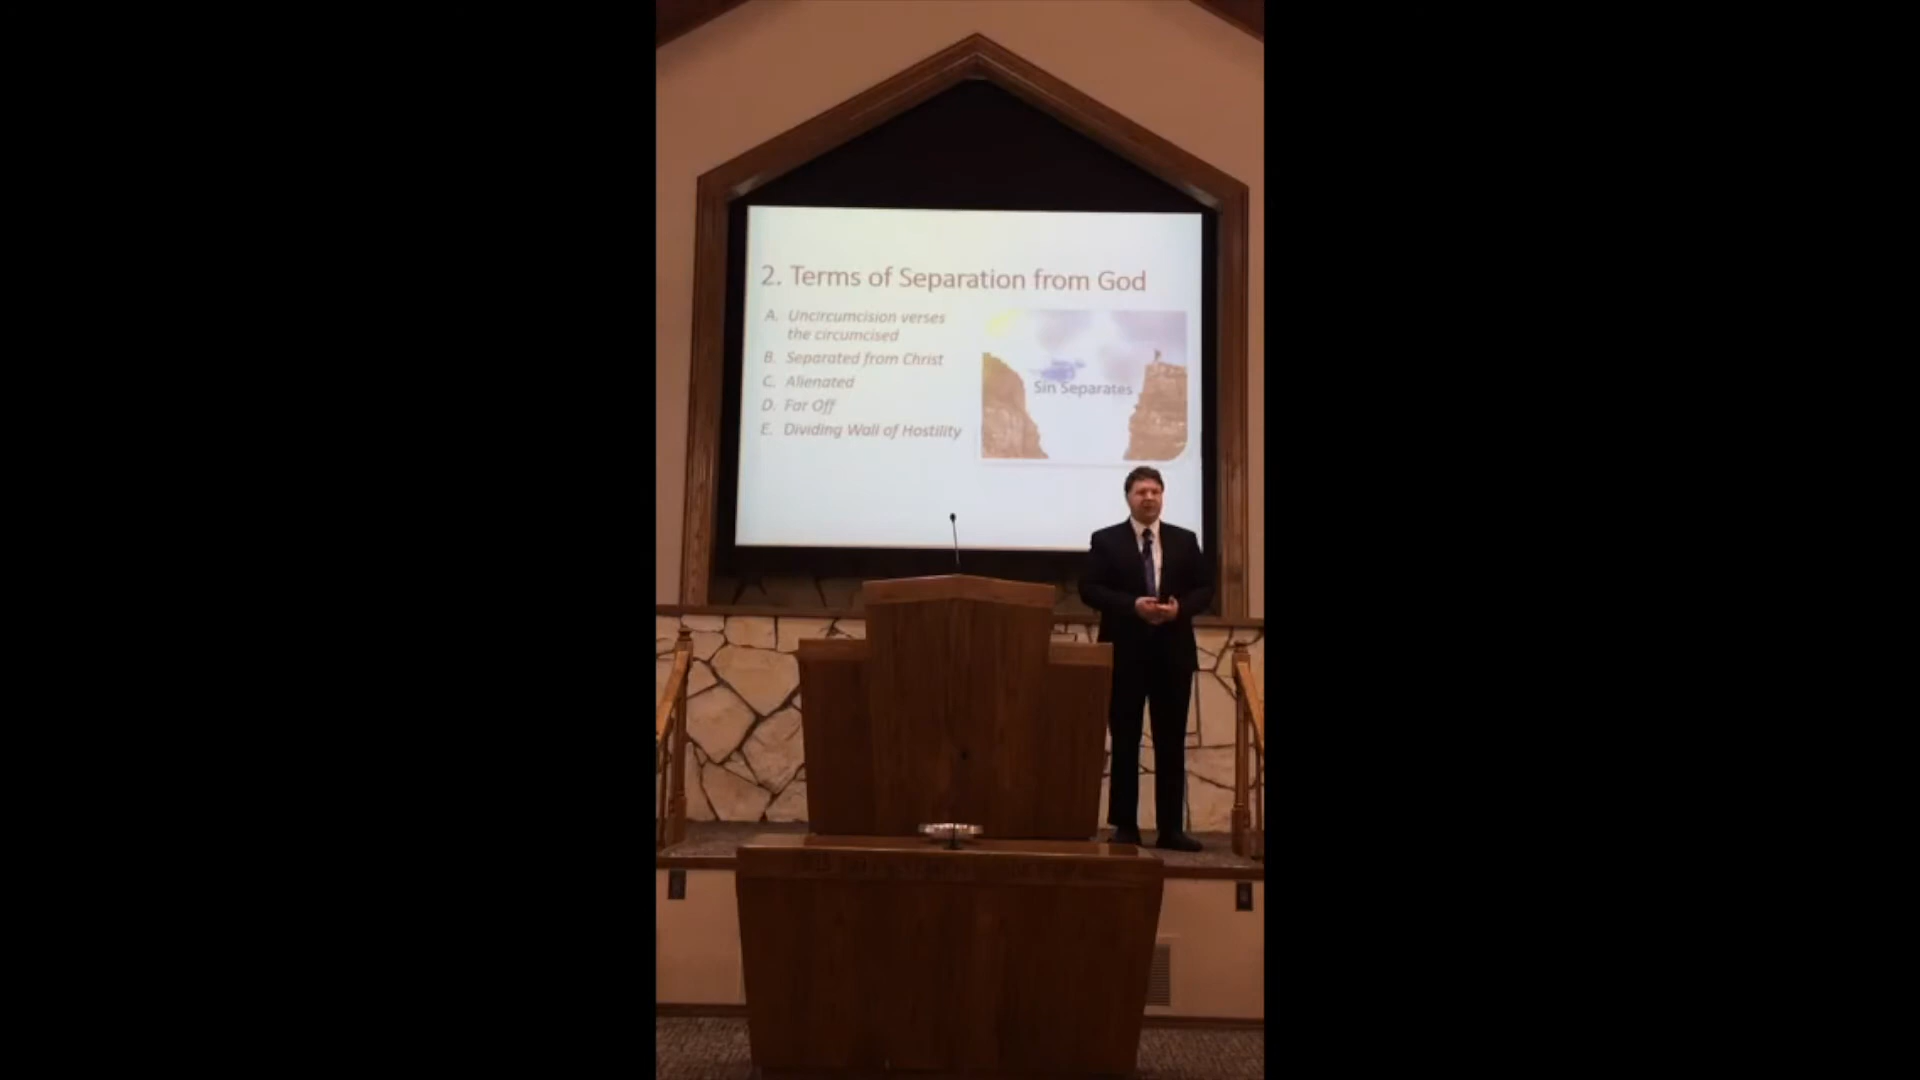 2. Terms of Separation from God
A. Uncircumcision verses
the circumcised
B. Separated from Christ
C. Alienated
D. Far Off
E. Dividing Wall of Hostility
Sin Separates